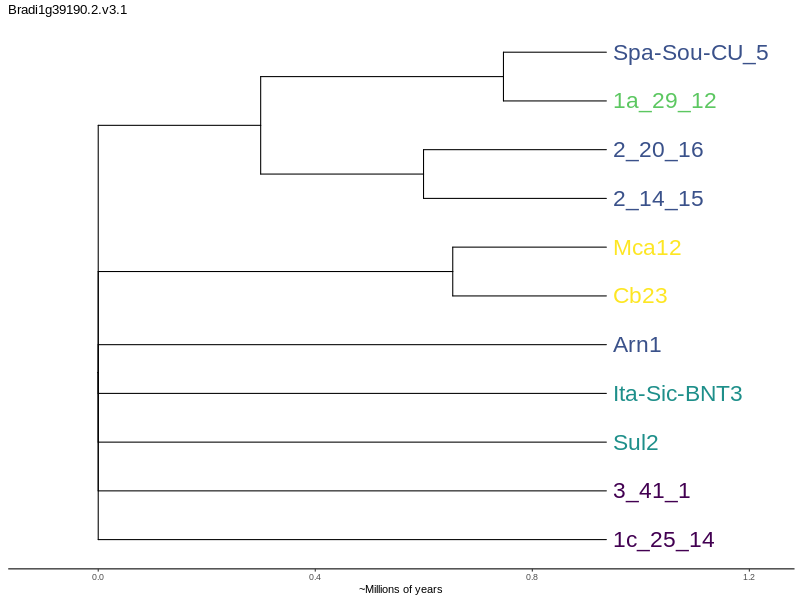 Bradi1g39190.2.v3.1
Spa-Sou-CU_5
1a_29_12
2_20_16
2_14_15
Mca12
Cb23
Arn1
Ita-Sic-BNT3
Sul2
3_41_1
1c_25_14
0.0 0.4 0.8 1.2
~Millions of years